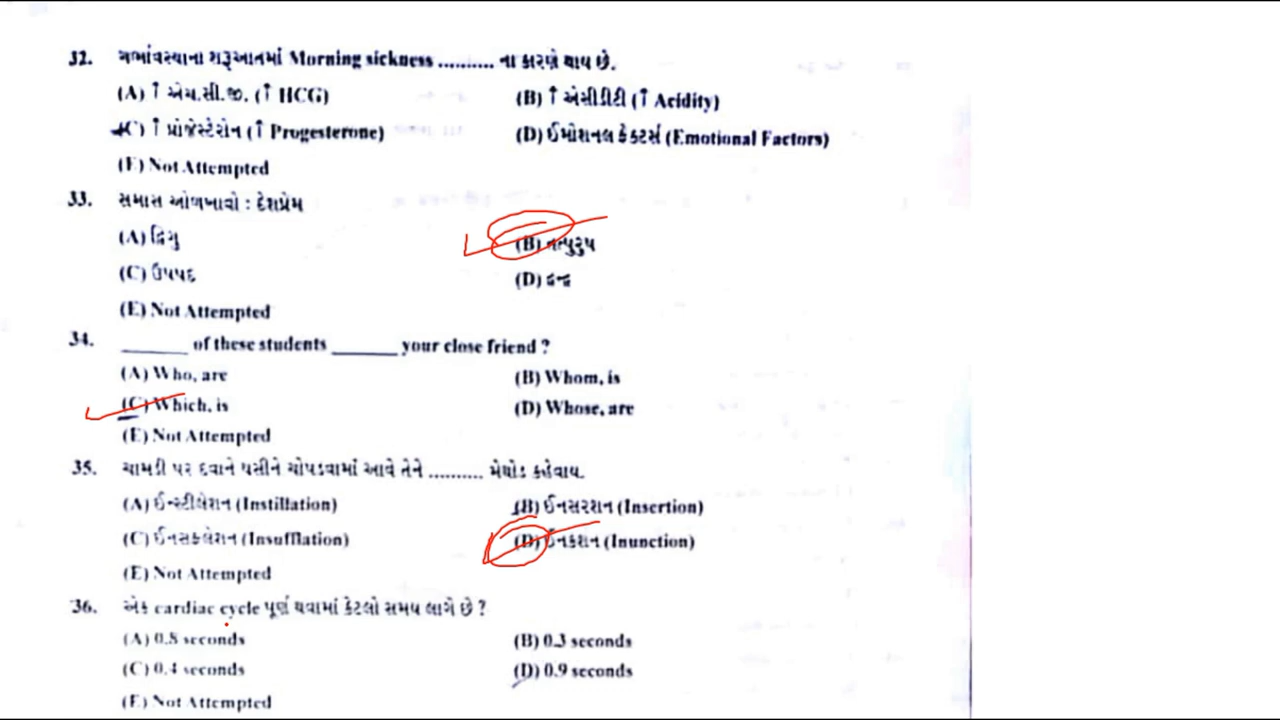 32. ગર્ભાવસ્થાના શરૂઆતમાં Morning sickness .......... ના કારણે થાય છે.
(A) ↑ એચ.સી.જી. (↑ HCG) (B) ↑ એસીડીટી (↑ Acidity)
(C) ↑ પ્રોજેસ્ટેરોન (↑ Progesterone) (D) ઈમોશનલ ફેક્ટર્સ (Emotional Factors)
(E) Not Attempted
33. સમાસ ઓળખાવો : દેશપ્રેમ
(A) દ્વિગુ (B) તત્પુરુષ
(C) ઉપપદ (D) દ્વન્દ્વ
(E) Not Attempted
34. _______ of these students _______ your close friend ?
(A) Who, are (B) Whom, is
(C) Which, is (D) Whose, are
(E) Not Attempted
35. ચામડી પર દવાને ઘસીને ચોપડવામાં આવે તેને .......... મેથોડ કહેવાય.
(A) ઈન્સ્ટીલેશન (Instillation) (B) ઈનસરશન (Insertion)
(C) ઈનસફલેશન (Insufflation) (D) ઈનકશન (Inunction)
(E) Not Attempted
36. એક cardiac cycle પૂર્ણ થવામાં કેટલો સમય લાગે છે ?
(A) 0.8 seconds (B) 0.3 seconds
(C) 0.4 seconds (D) 0.9 seconds
(E) Not Attempted